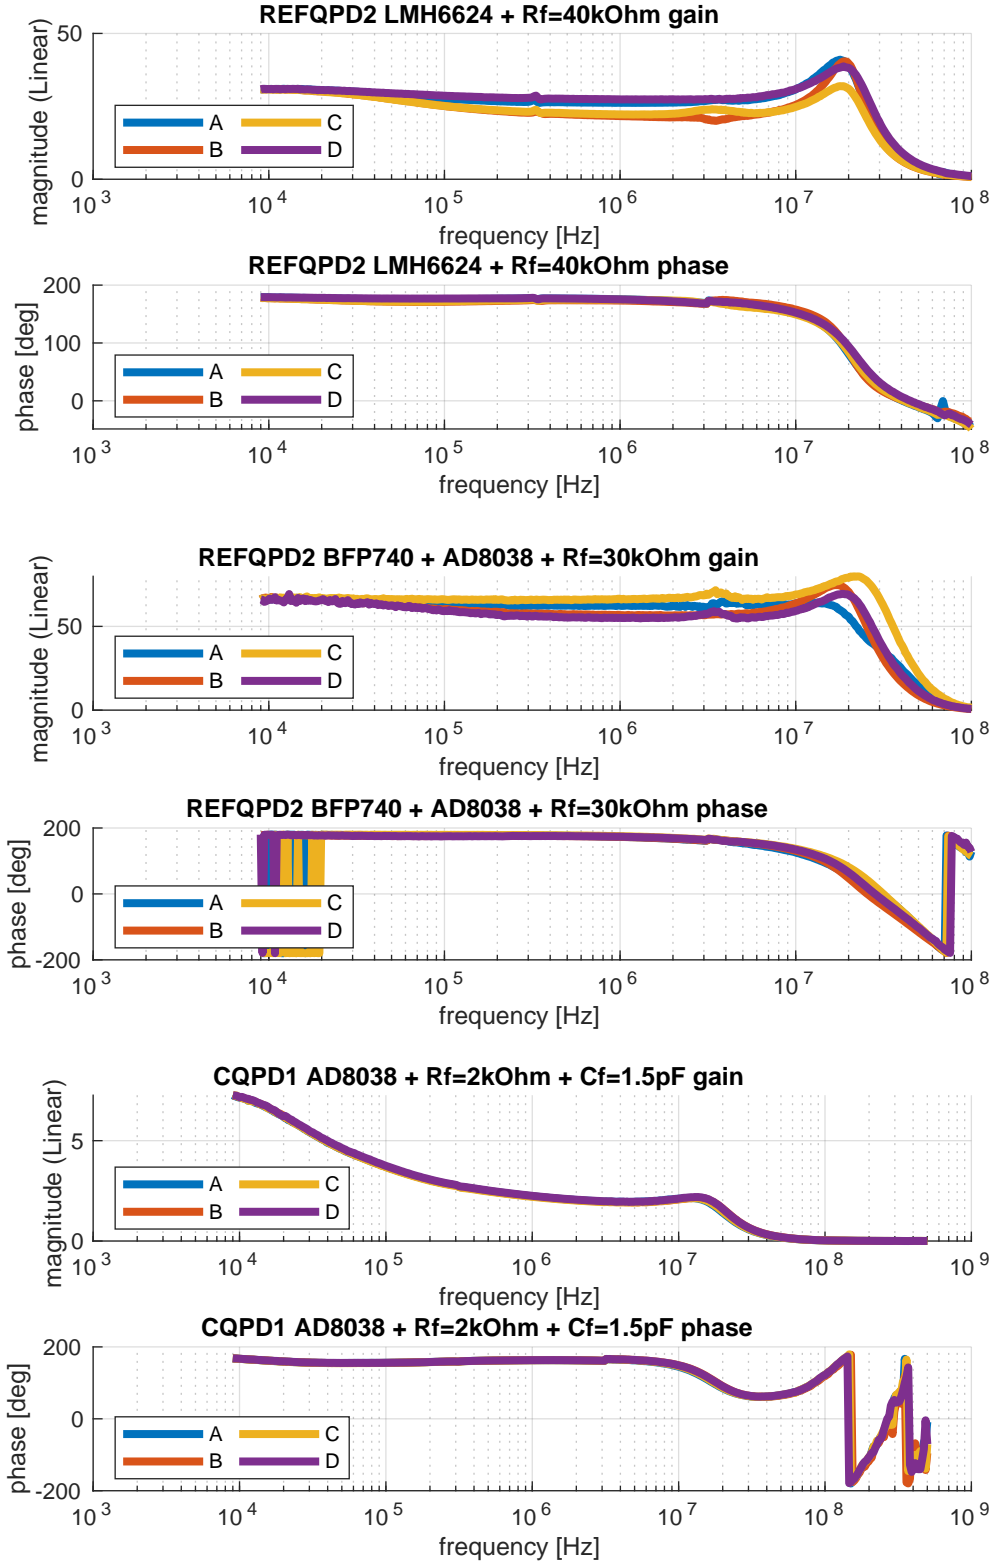 REFQPD2 LMH6624 + Rf=40kOhm gain
magnitude (Linear)
50
0
A C
B D
10^3 10^4 10^5 10^6 10^7 10^8
frequency [Hz]
REFQPD2 LMH6624 + Rf=40kOhm phase
phase [deg]
200
100
0
A C
B D
10^3 10^4 10^5 10^6 10^7 10^8
frequency [Hz]
REFQPD2 BFP740 + AD8038 + Rf=30kOhm gain
magnitude (Linear)
50
0
A C
B D
10^3 10^4 10^5 10^6 10^7 10^8
frequency [Hz]
REFQPD2 BFP740 + AD8038 + Rf=30kOhm phase
phase [deg]
200
0
-200
A C
B D
10^3 10^4 10^5 10^6 10^7 10^8
frequency [Hz]
CQPD1 AD8038 + Rf=2kOhm + Cf=1.5pF gain
magnitude (Linear)
5
0
A C
B D
10^3 10^4 10^5 10^6 10^7 10^8 10^9
frequency [Hz]
CQPD1 AD8038 + Rf=2kOhm + Cf=1.5pF phase
phase [deg]
200
0
-200
A C
B D
10^3 10^4 10^5 10^6 10^7 10^8 10^9
frequency [Hz]